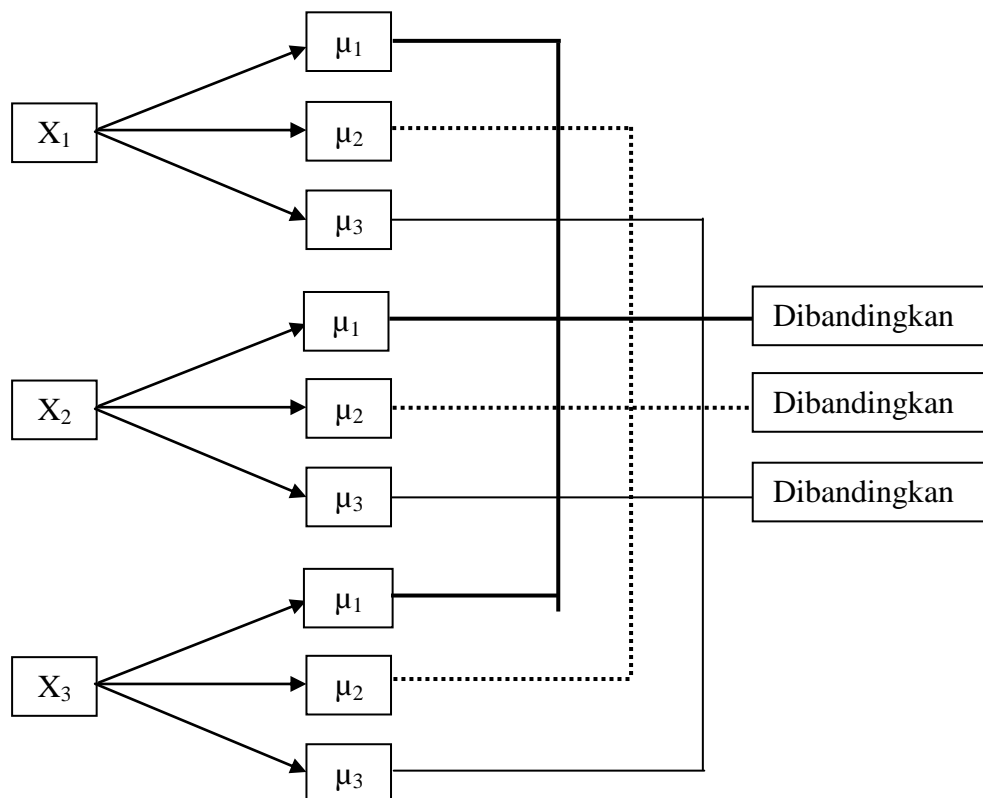 μ₁
X₁
μ₂
μ₃
μ₁
Dibandingkan
X₂
μ₂
Dibandingkan
μ₃
Dibandingkan
μ₁
X₃
μ₂
μ₃